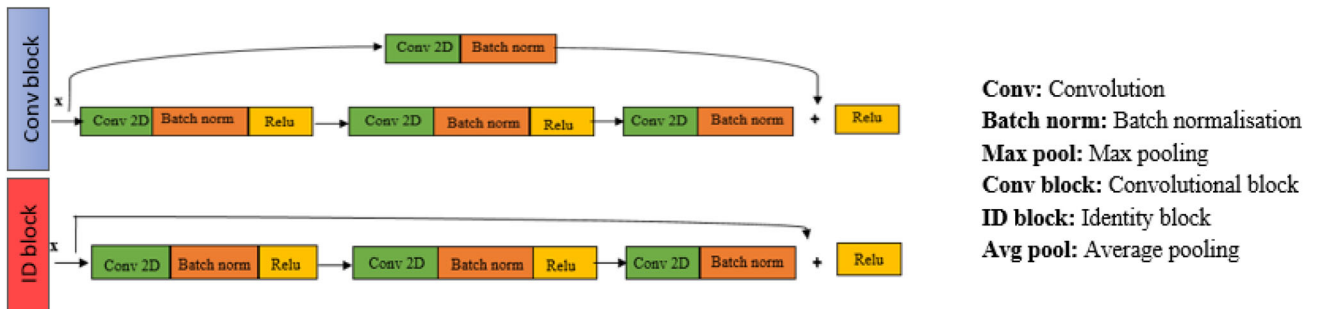 Conv block
Conv 2D Batch norm
x
Conv 2D Batch norm Relu Conv 2D Batch norm Relu Conv 2D Batch norm + Relu
ID block
x
Conv 2D Batch norm Relu Conv 2D Batch norm Relu Conv 2D Batch norm + Relu
Conv: Convolution
Batch norm: Batch normalisation
Max pool: Max pooling
Conv block: Convolutional block
ID block: Identity block
Avg pool: Average pooling